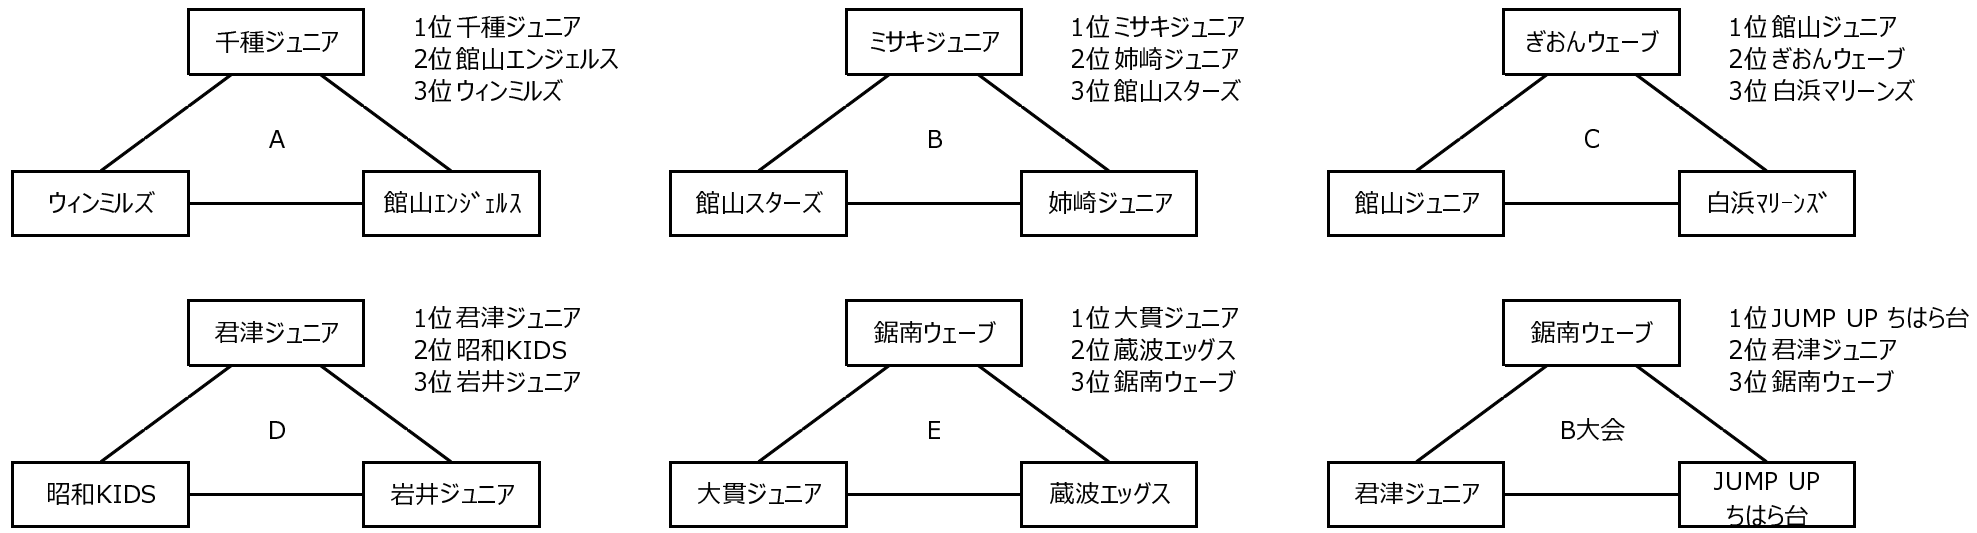 千種ジュニア
1位 千種ジュニア
2位 館山エンジェルス
3位 ウィンミルズ
A
ウィンミルズ
館山ｴﾝｼﾞｪﾙｽ
ミサキジュニア
1位 ミサキジュニア
2位 姉崎ジュニア
3位 館山スターズ
B
館山スターズ
姉崎ジュニア
ぎおんウェーブ
1位 館山ジュニア
2位 ぎおんウェーブ
3位 白浜マリーンズ
C
館山ジュニア
白浜ﾏﾘｰﾝｽﾞ
君津ジュニア
1位 君津ジュニア
2位 昭和KIDS
3位 岩井ジュニア
D
昭和KIDS
岩井ジュニア
鋸南ウェーブ
1位 大貫ジュニア
2位 蔵波エッグス
3位 鋸南ウェーブ
E
大貫ジュニア
蔵波エッグス
鋸南ウェーブ
1位 JUMP UP ちはら台
2位 君津ジュニア
3位 鋸南ウェーブ
B大会
君津ジュニア
JUMP UP
ちはら台